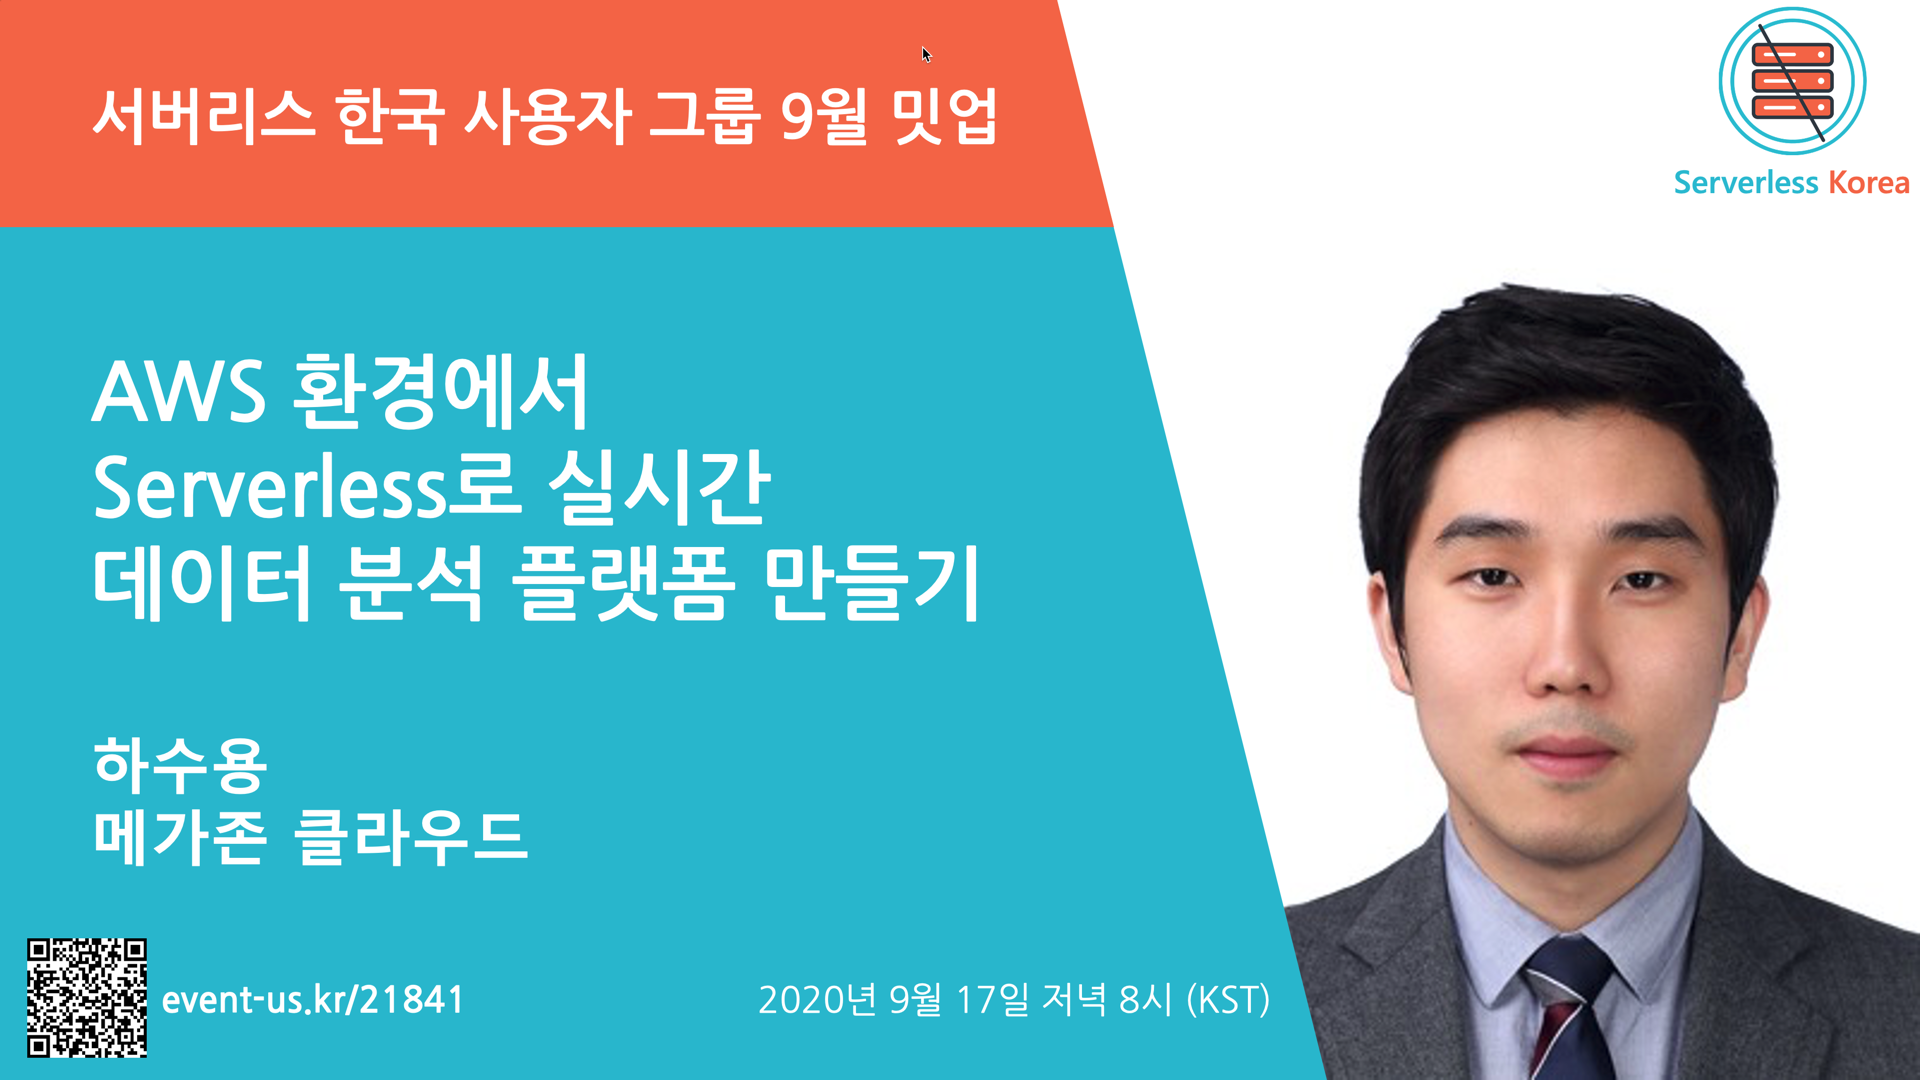 서버리스 한국 사용자 그룹 9월 밋업
Serverless Korea
AWS 환경에서
Serverless로 실시간
데이터 분석 플랫폼 만들기
하수용
메가존 클라우드
event-us.kr/21841
2020년 9월 17일 저녁 8시 (KST)